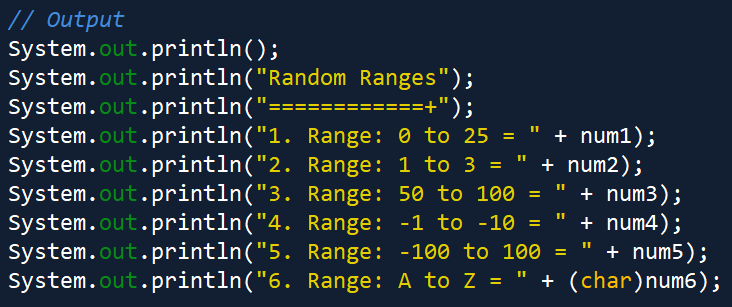 // Output
System.out.println();
System.out.println("Random Ranges");
System.out.println("============+");
System.out.println("1. Range: 0 to 25 = " + num1);
System.out.println("2. Range: 1 to 3 = " + num2);
System.out.println("3. Range: 50 to 100 = " + num3);
System.out.println("4. Range: -1 to -10 = " + num4);
System.out.println("5. Range: -100 to 100 = " + num5);
System.out.println("6. Range: A to Z = " + (char)num6);